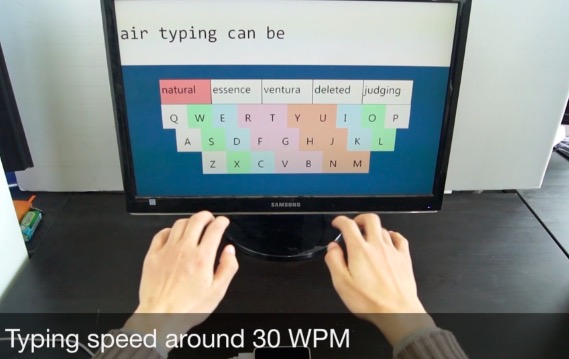 air typing can be
natural essence ventura deleted judging
Q W E R T Y U I O P
A S D F G H J K L
Z X C V B N M
SAMSUNG
Typing speed around 30 WPM